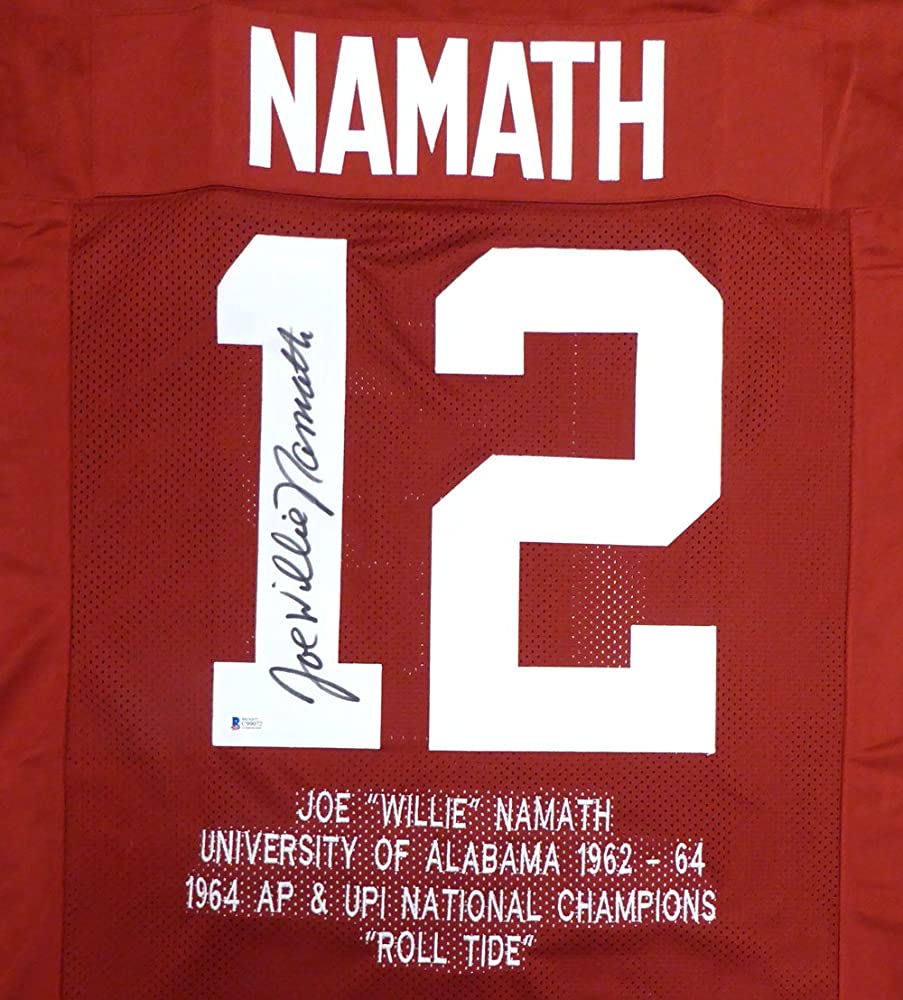 NAMATH
12
Joe Willie Namath
JOE "WILLIE" NAMATH
UNIVERSITY OF ALABAMA 1962 - 64
1964 AP & UPI NATIONAL CHAMPIONS
"ROLL TIDE"